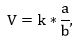 V = k * a/b,